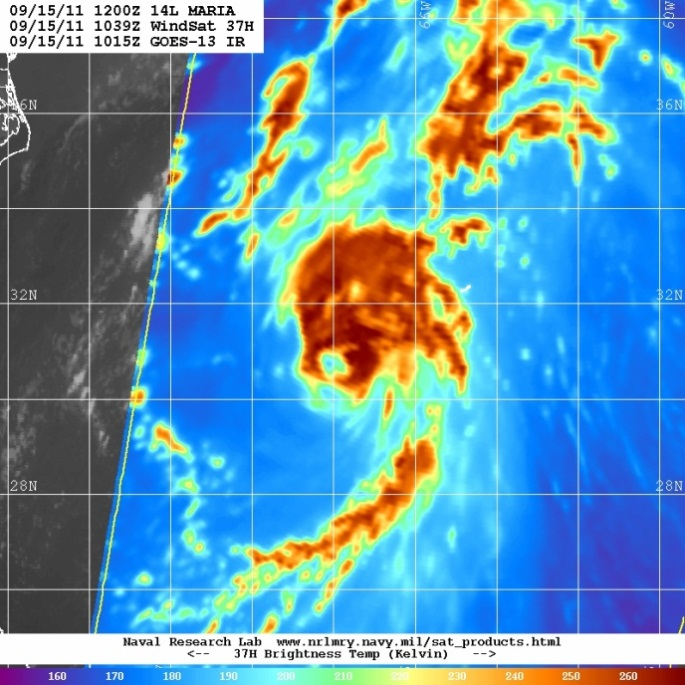 09/15/11 1200Z 14L MARIA
09/15/11 1039Z WindSat 37H
09/15/11 1015Z GOES-13 IR
66W
60W
36N
32N
32N
28N
28N
Naval Research Lab www.nrlmry.navy.mil/sat_products.html
<-- 37H Brightness Temp (Kelvin) -->
160 170 180 190 200 210 220 230 240 250 260